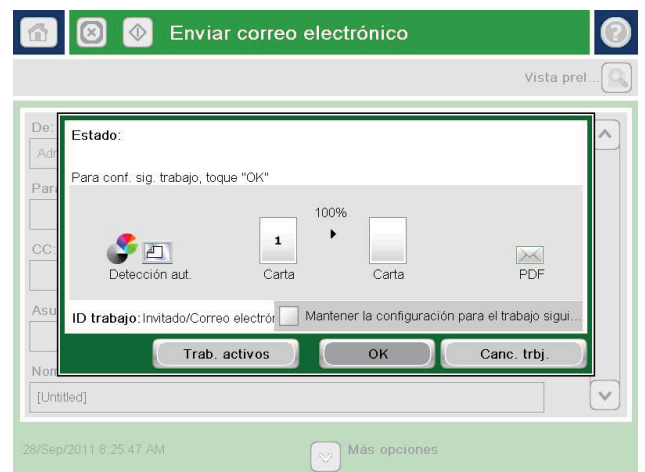 Enviar correo electrónico
Vista prel...
De:
Estado:
Adr
Para conf. sig. trabajo, toque "OK"
Para
100%
1
CC:
Detección aut.
Carta
Carta
PDF
Asu
ID trabajo: Invitado/Correo electrór
Mantener la configuración para el trabajo sigui...
Trab. activos
OK
Canc. trbj.
Nom
[Untitled]
28/Sep/2011 8:25:47 AM
Más opciones